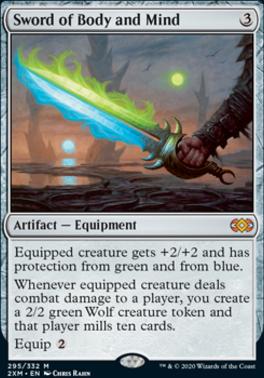 Sword of Body and Mind 3
Artifact — Equipment
Equipped creature gets +2/+2 and has
protection from green and from blue.
Whenever equipped creature deals
combat damage to a player, you create
a 2/2 green Wolf creature token and
that player mills ten cards.
Equip 2
295/332 M
2XM • EN Chris Rahn
™ & © 2020 Wizards of the Coast